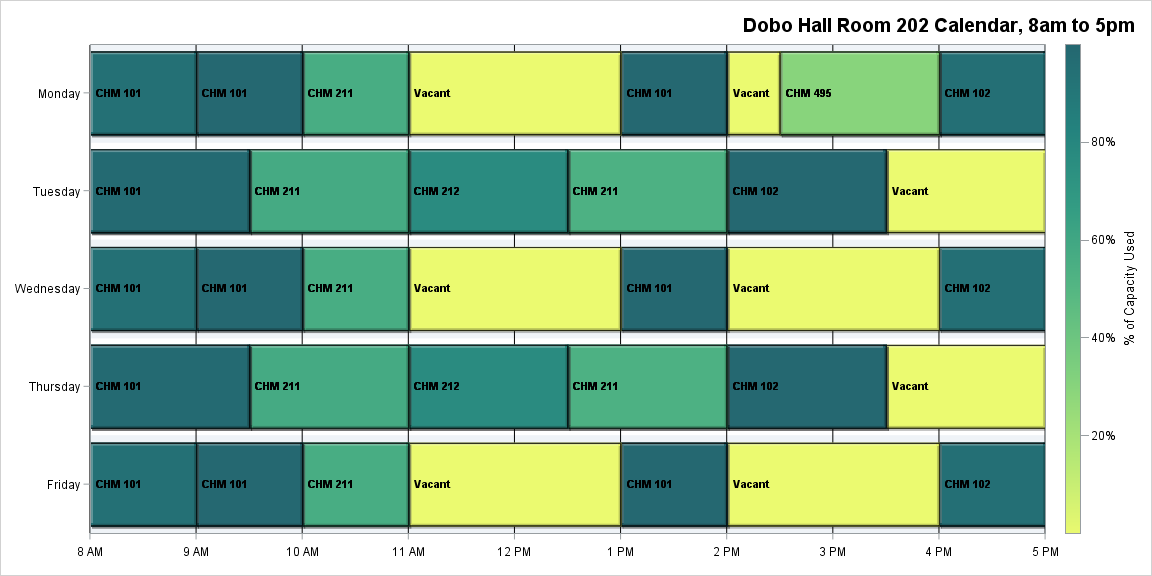 Dobo Hall Room 202 Calendar, 8am to 5pm
Monday CHM 101 CHM 101 CHM 211 Vacant CHM 101 Vacant CHM 495 CHM 102
80%
Tuesday CHM 101 CHM 211 CHM 212 CHM 211 CHM 102 Vacant
60%
% of Capacity Used
Wednesday CHM 101 CHM 101 CHM 211 Vacant CHM 101 Vacant CHM 102
40%
Thursday CHM 101 CHM 211 CHM 212 CHM 211 CHM 102 Vacant
20%
Friday CHM 101 CHM 101 CHM 211 Vacant CHM 101 Vacant CHM 102
8 AM 9 AM 10 AM 11 AM 12 PM 1 PM 2 PM 3 PM 4 PM 5 PM